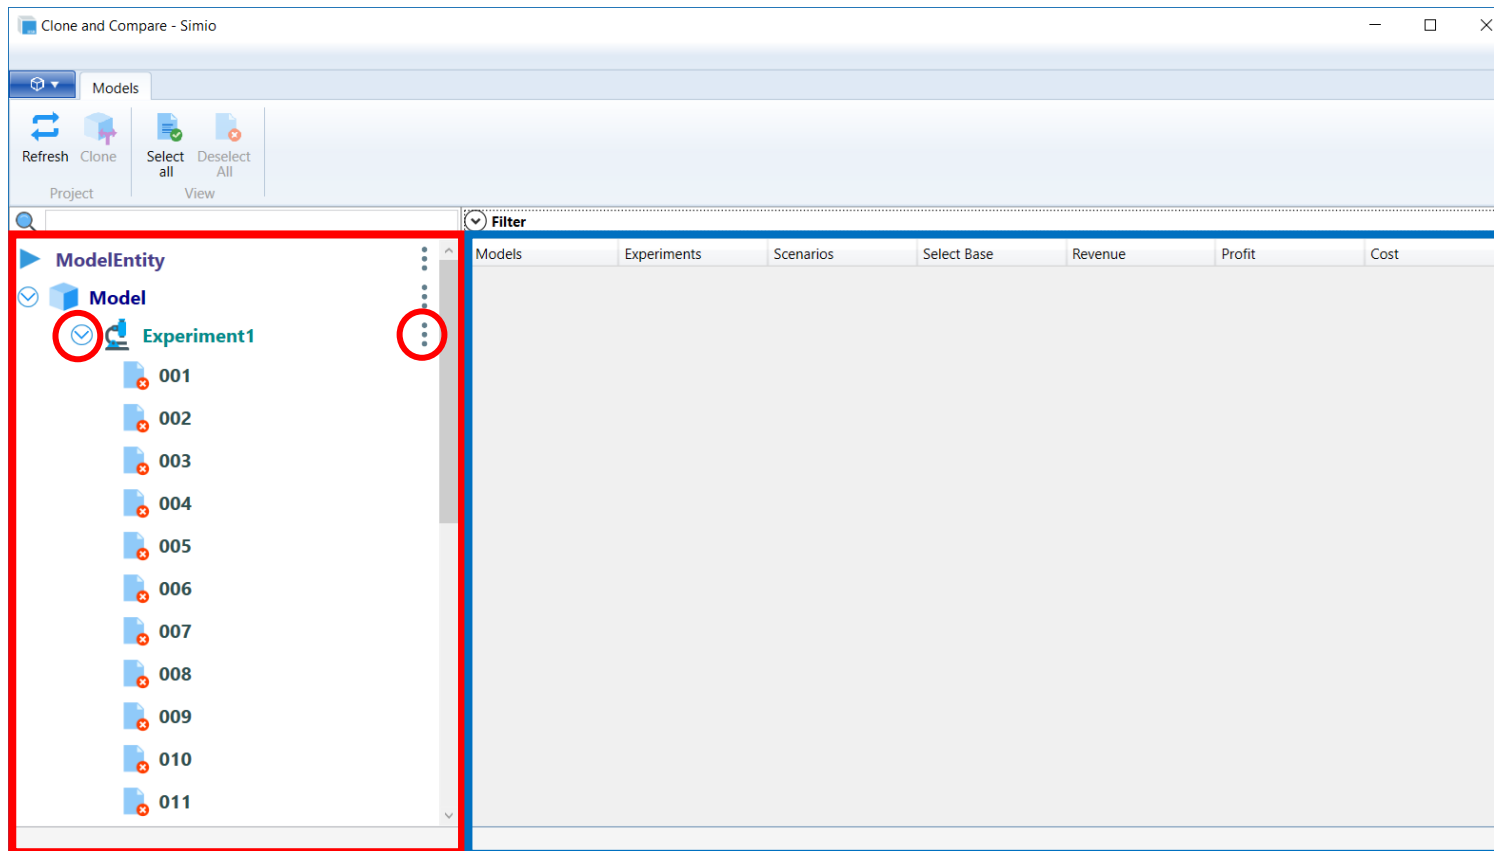 Clone and Compare - Simio
Models
Refresh Clone Select all Deselect All
Project View
Filter
ModelEntity
Model
Experiment1
001
002
003
004
005
006
007
008
009
010
011
Models Experiments Scenarios Select Base Revenue Profit Cost